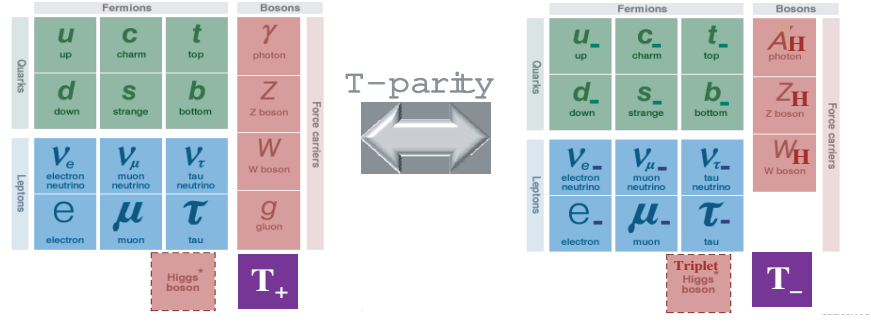 Fermions Bosons
Quarks
u c t γ
up charm top photon
d s b Z
down strange bottom Z boson
Force carriers
Leptons
νe νμ ντ W
electron neutrino muon neutrino tau neutrino W boson
e μ τ g
electron muon tau gluon
Higgs* boson
T+
T-parity
Fermions Bosons
Quarks
u- c- t- AH
up charm top photon
d- s- b- ZH
down strange bottom Z boson
Force carriers
Leptons
νe- νμ- ντ- WH
electron neutrino muon neutrino tau neutrino W boson
e- μ- τ-
electron muon tau
Triplet
Higgs* boson
T-